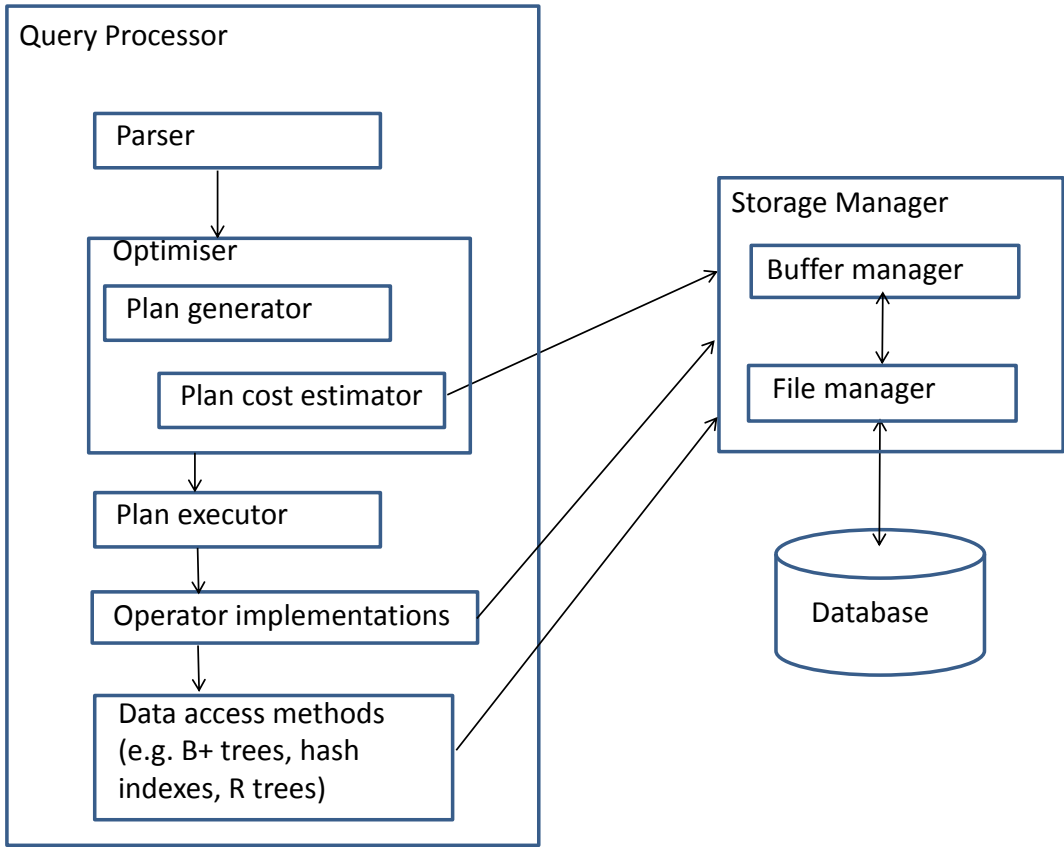 Query Processor
Parser
Optimiser
Plan generator
Plan cost estimator
Plan executor
Operator implementations
Data access methods
(e.g. B+ trees, hash
indexes, R trees)
Storage Manager
Buffer manager
File manager
Database